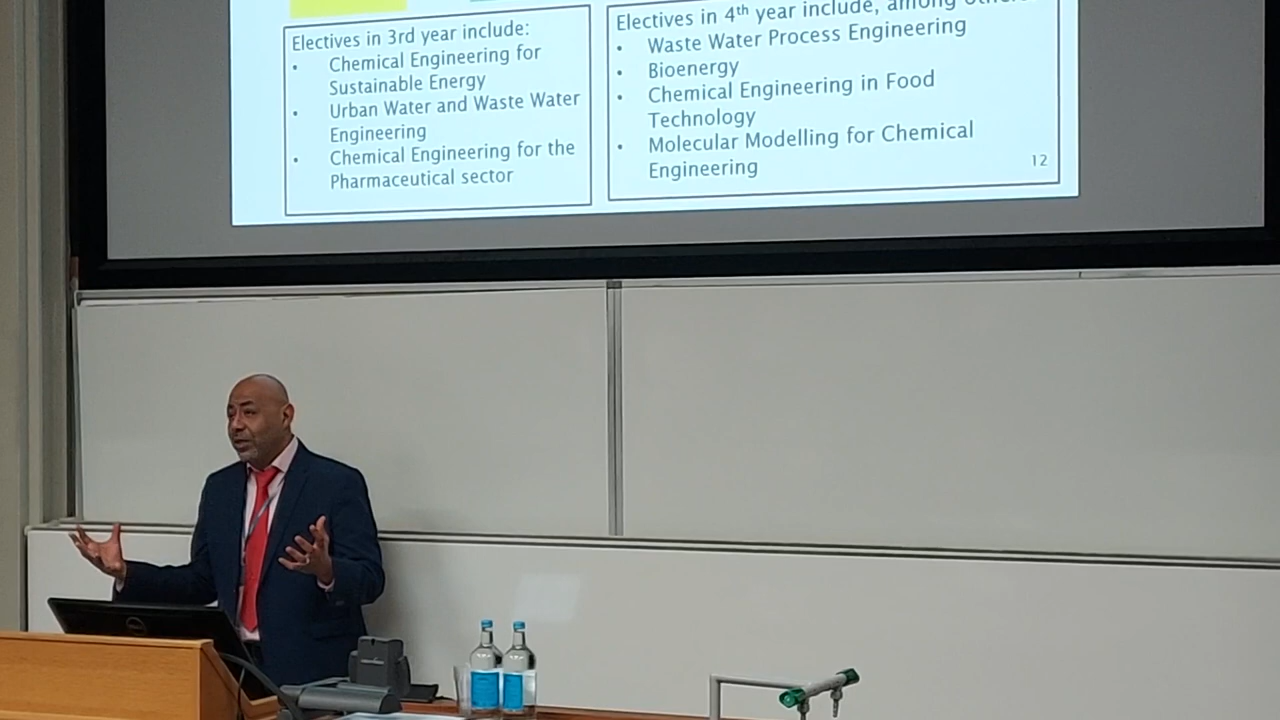 Electives in 3rd year include:
• Chemical Engineering for
Sustainable Energy
• Urban Water and Waste Water
Engineering
• Chemical Engineering for the
Pharmaceutical sector
Electives in 4th year include, among others
• Waste Water Process Engineering
• Bioenergy
• Chemical Engineering in Food
Technology
• Molecular Modelling for Chemical
Engineering
12
DELL